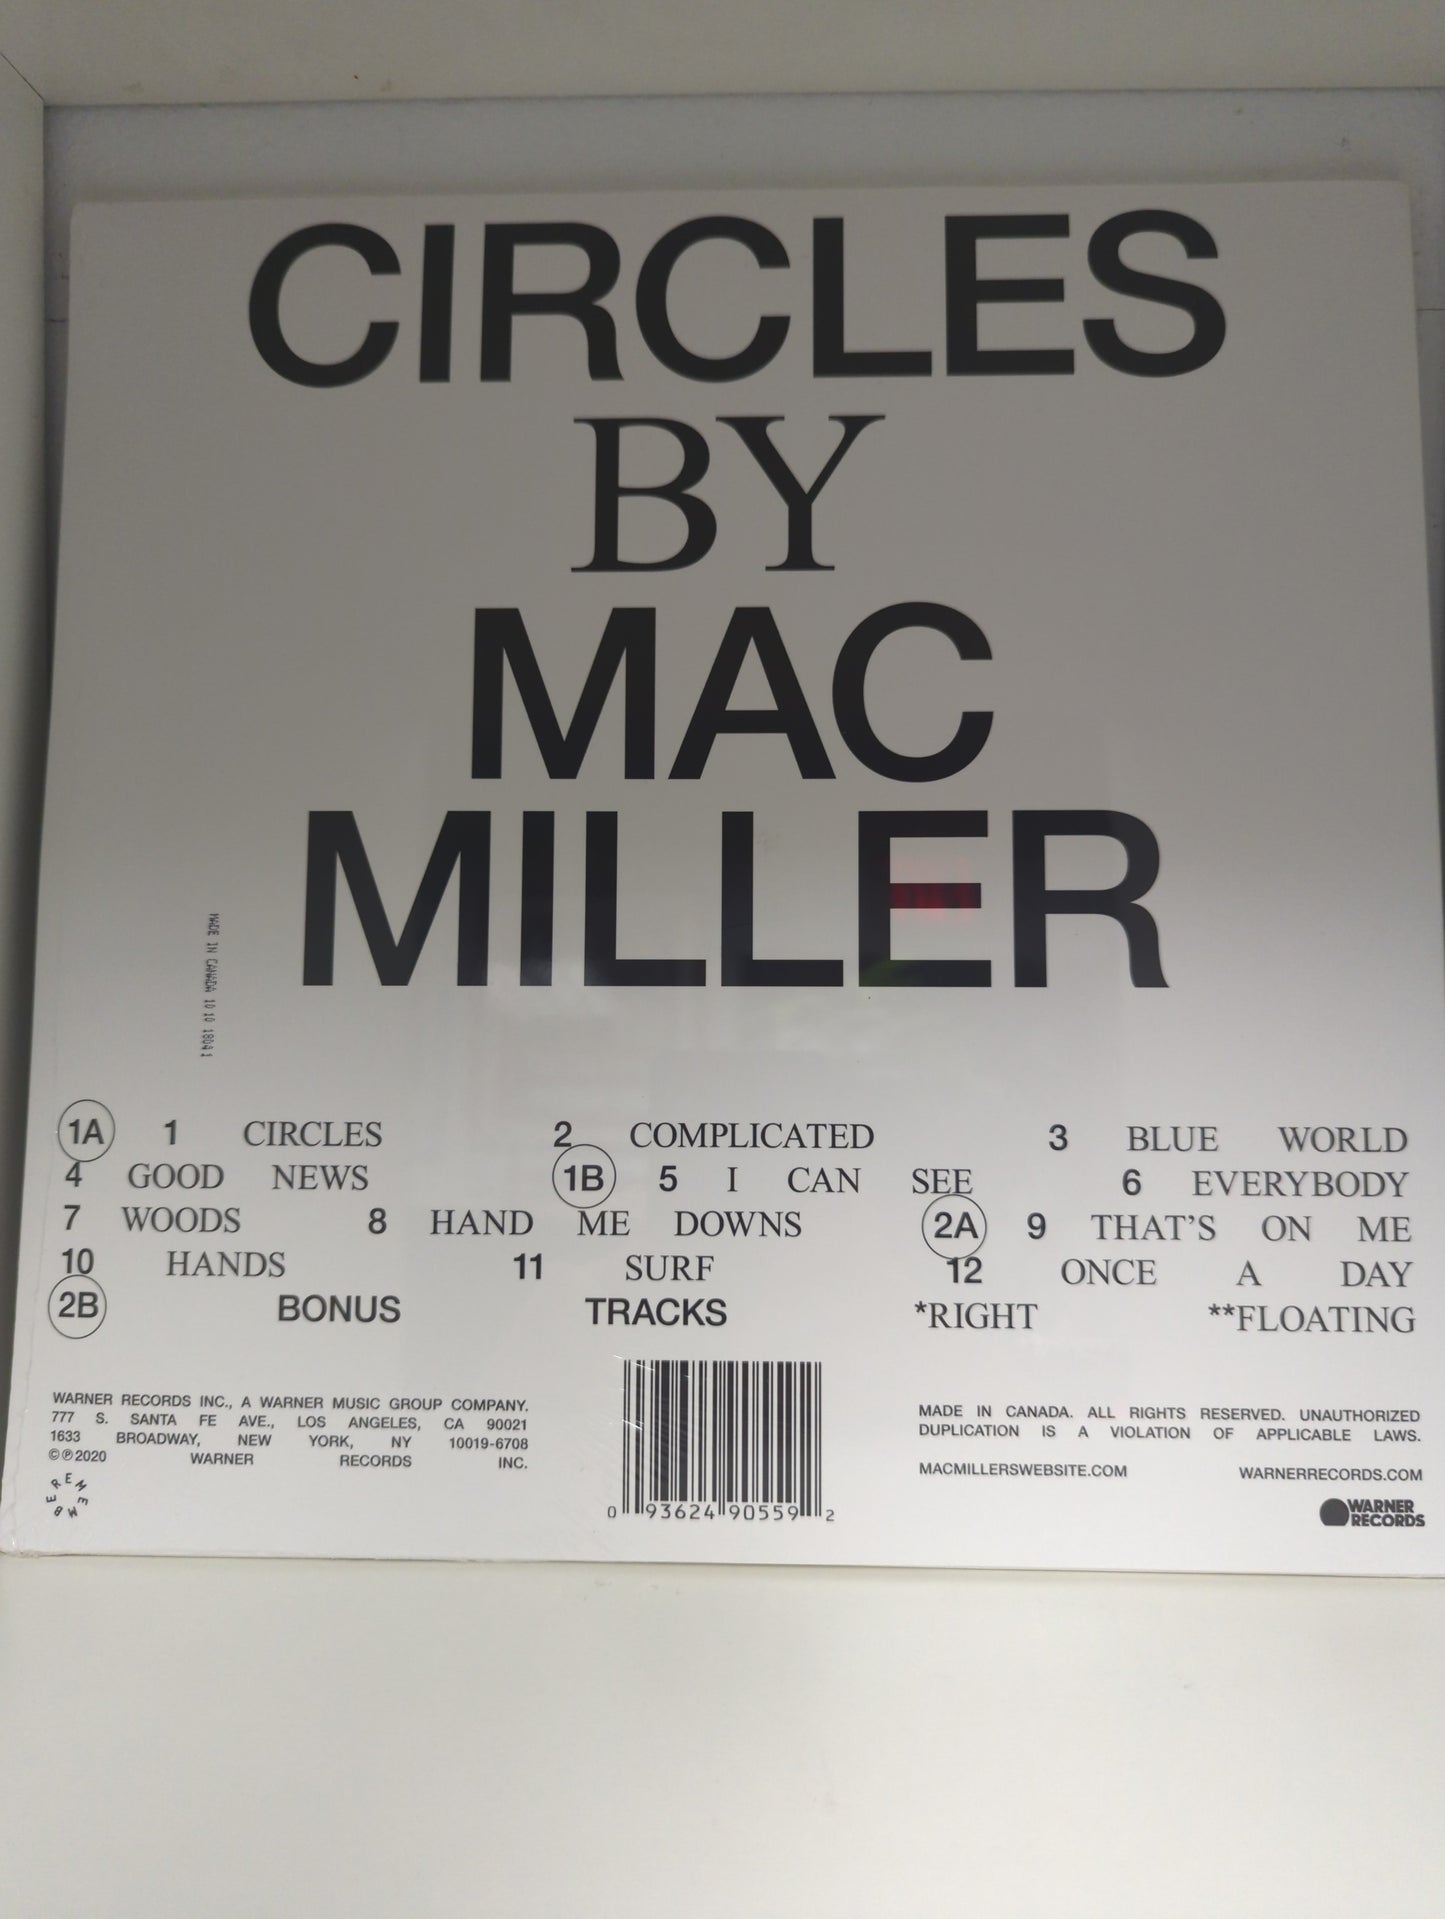 CIRCLES
BY
MAC
MILLER
MADE IN CANADA 10 10 18041
1A 1 CIRCLES 2 COMPLICATED 3 BLUE WORLD
4 GOOD NEWS 1B 5 I CAN SEE 6 EVERYBODY
7 WOODS 8 HAND ME DOWNS 2A 9 THAT'S ON ME
10 HANDS 11 SURF 12 ONCE A DAY
2B BONUS TRACKS *RIGHT **FLOATING
WARNER RECORDS INC., A WARNER MUSIC GROUP COMPANY.
777 S. SANTA FE AVE., LOS ANGELES, CA 90021
1633 BROADWAY, NEW YORK, NY 10019-6708
©℗2020 WARNER RECORDS INC.
REMEMBER
0 93624 90559 2
MADE IN CANADA. ALL RIGHTS RESERVED. UNAUTHORIZED
DUPLICATION IS A VIOLATION OF APPLICABLE LAWS.
MACMILLERSWEBSITE.COM WARNERRECORDS.COM
WARNER
RECORDS